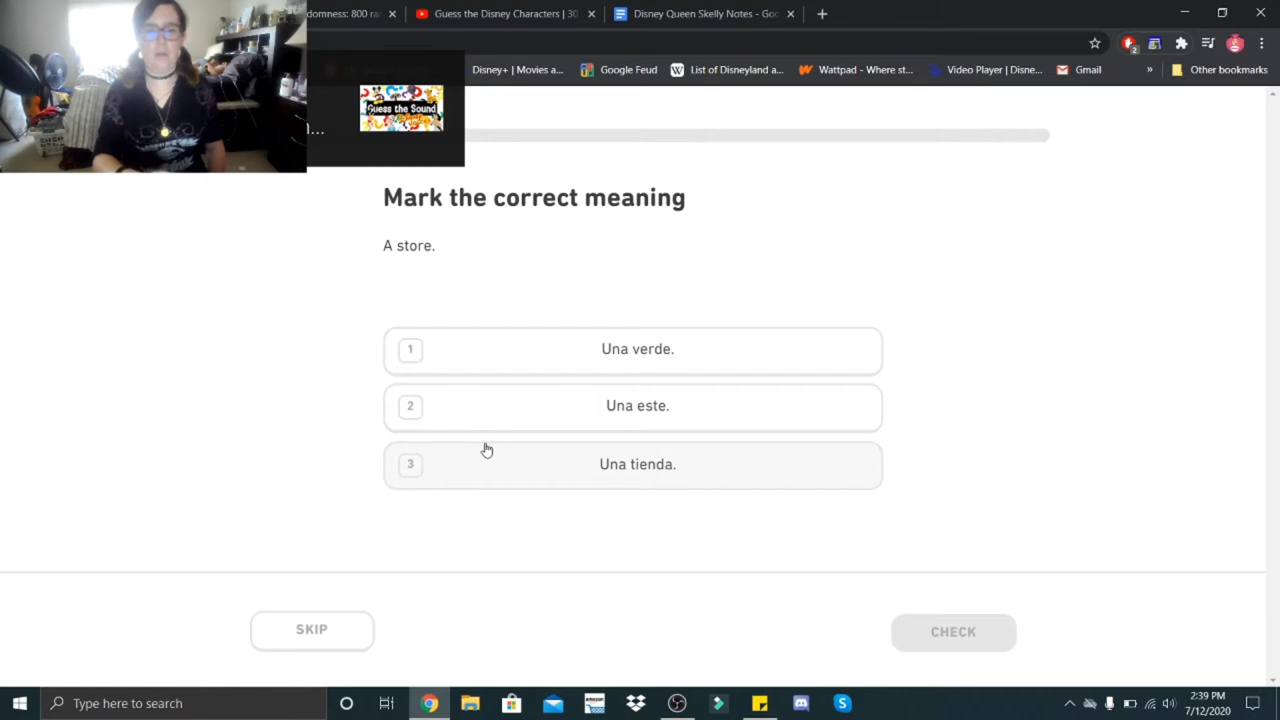 domness: 800 ra
Guess the Disney Characters | 30
Disney Queen Skelly Notes - Goo
2
Disney+ | Movies a...
Google Feud
List of Disneyland a...
Wattpad - Where st...
Video Player | Disne...
Gmail
»
Other bookmarks
Guess the Sound
n...
Mark the correct meaning
A store.
1 Una verde.
2 Una este.
3 Una tienda.
SKIP
CHECK
Type here to search
2:39 PM
7/12/2020